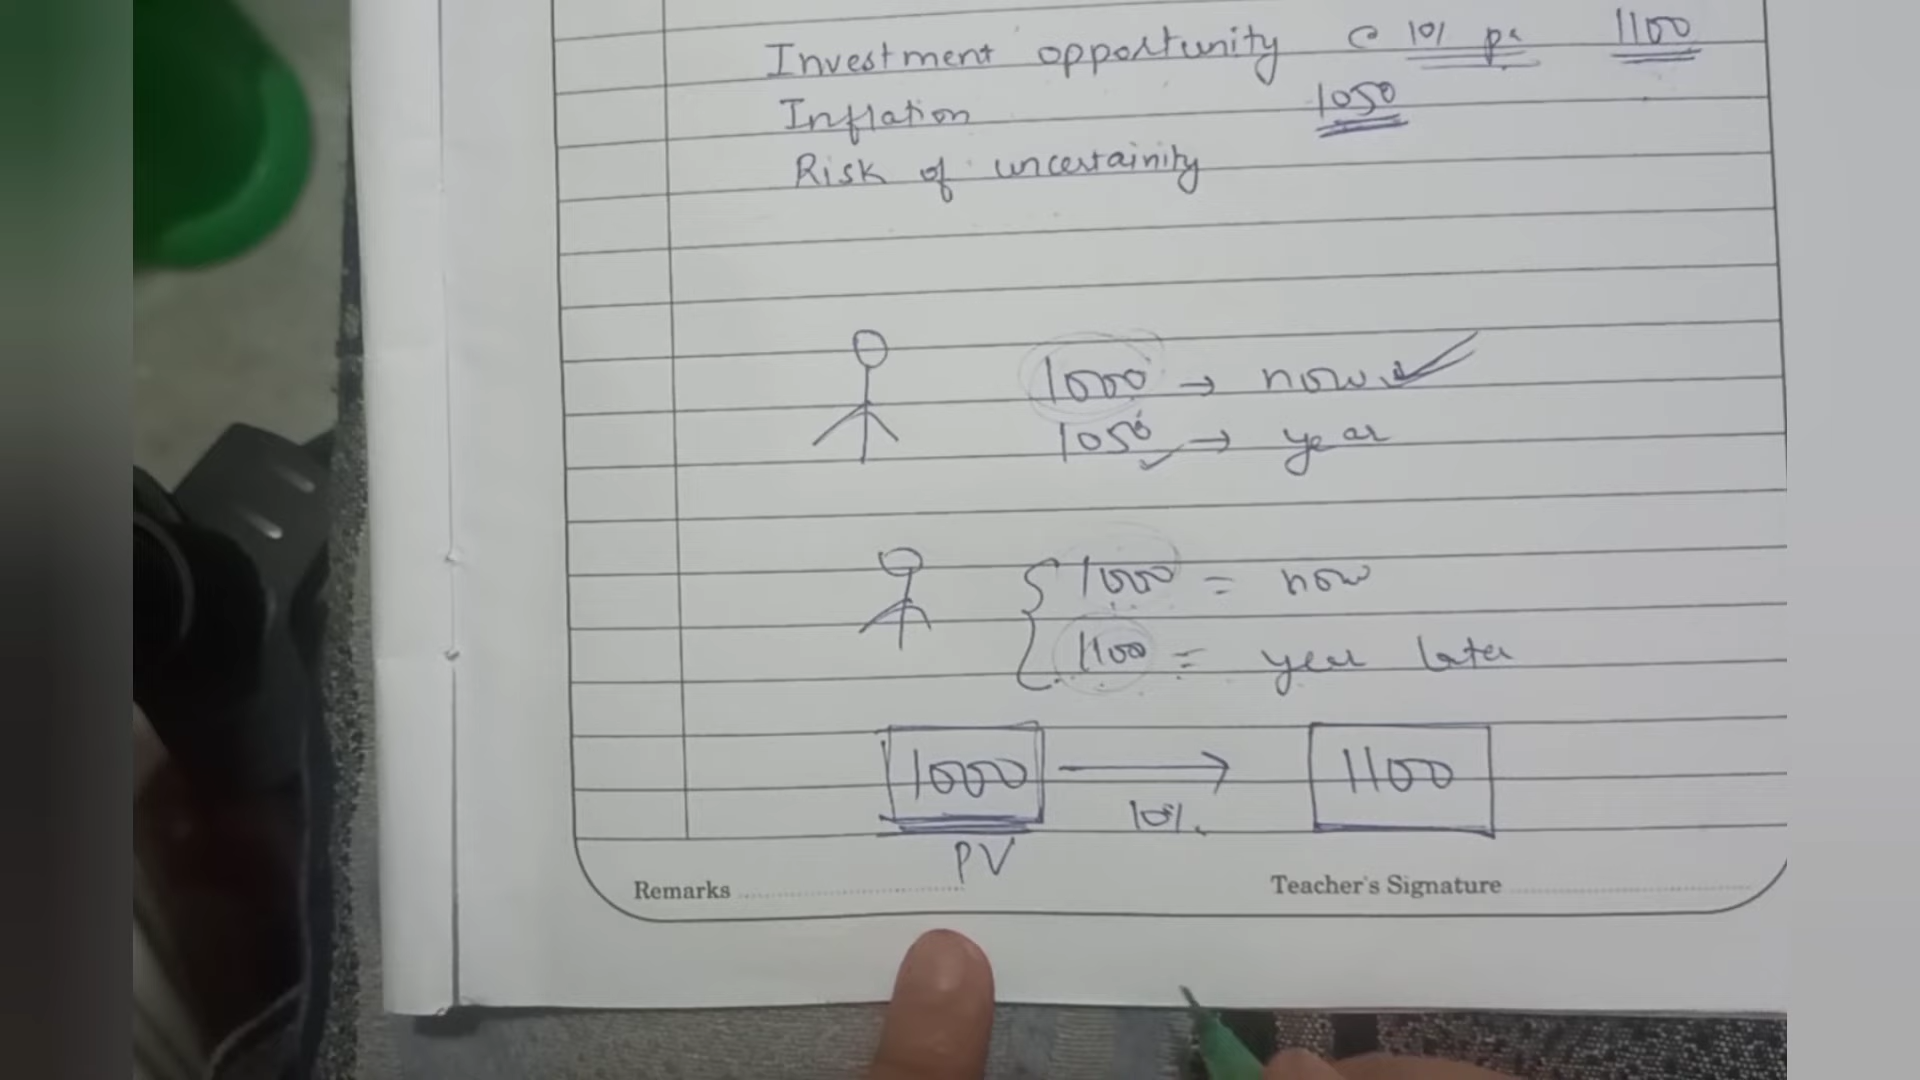 Investment opportunity @ 10% pa 1100
Inflation 1050
Risk of uncertainity
1000 → now ✓
1050 → year
1000 = now
1100 = year later
1000 → 1100
10%
PV
Remarks
Teacher's Signature